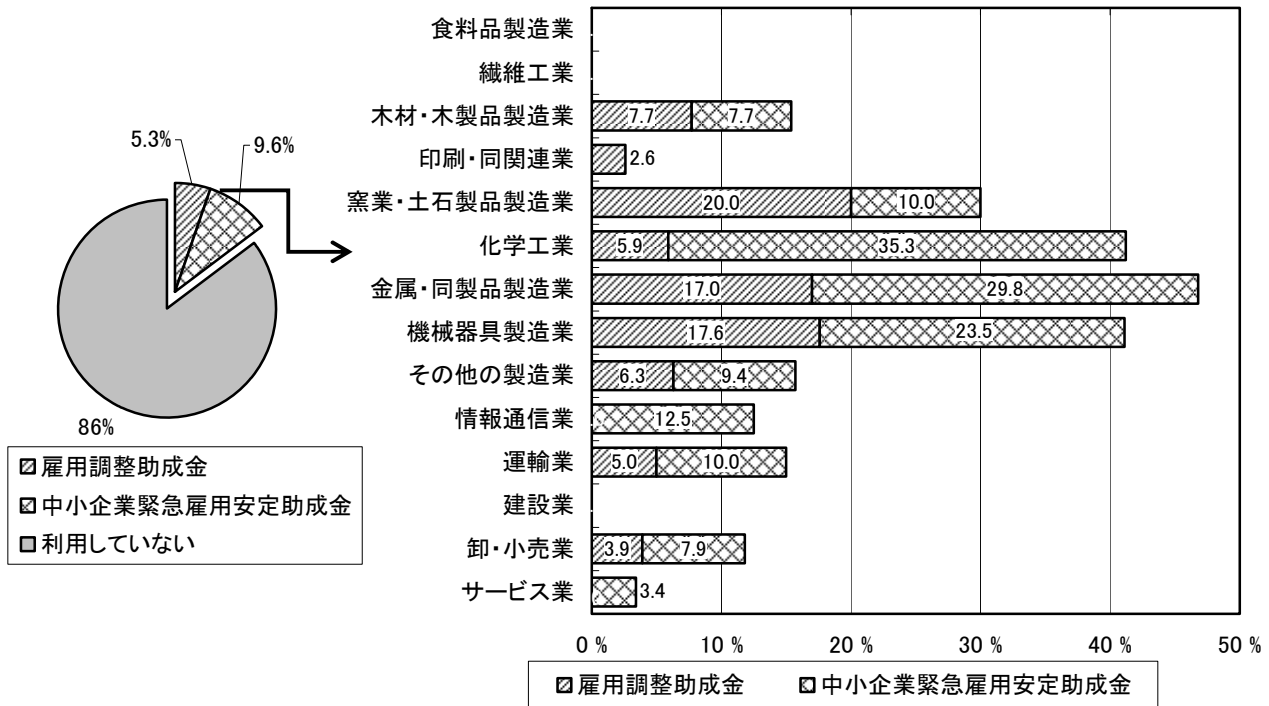 5.3%
9.6%
86%
雇用調整助成金
中小企業緊急雇用安定助成金
利用していない
食料品製造業
繊維工業
木材・木製品製造業 7.7 7.7
印刷・同関連業 2.6
窯業・土石製品製造業 20.0 10.0
化学工業 5.9 35.3
金属・同製品製造業 17.0 29.8
機械器具製造業 17.6 23.5
その他の製造業 6.3 9.4
情報通信業 12.5
運輸業 5.0 10.0
建設業
卸・小売業 3.9 7.9
サービス業 3.4
0 % 10 % 20 % 30 % 40 % 50 %
雇用調整助成金 中小企業緊急雇用安定助成金